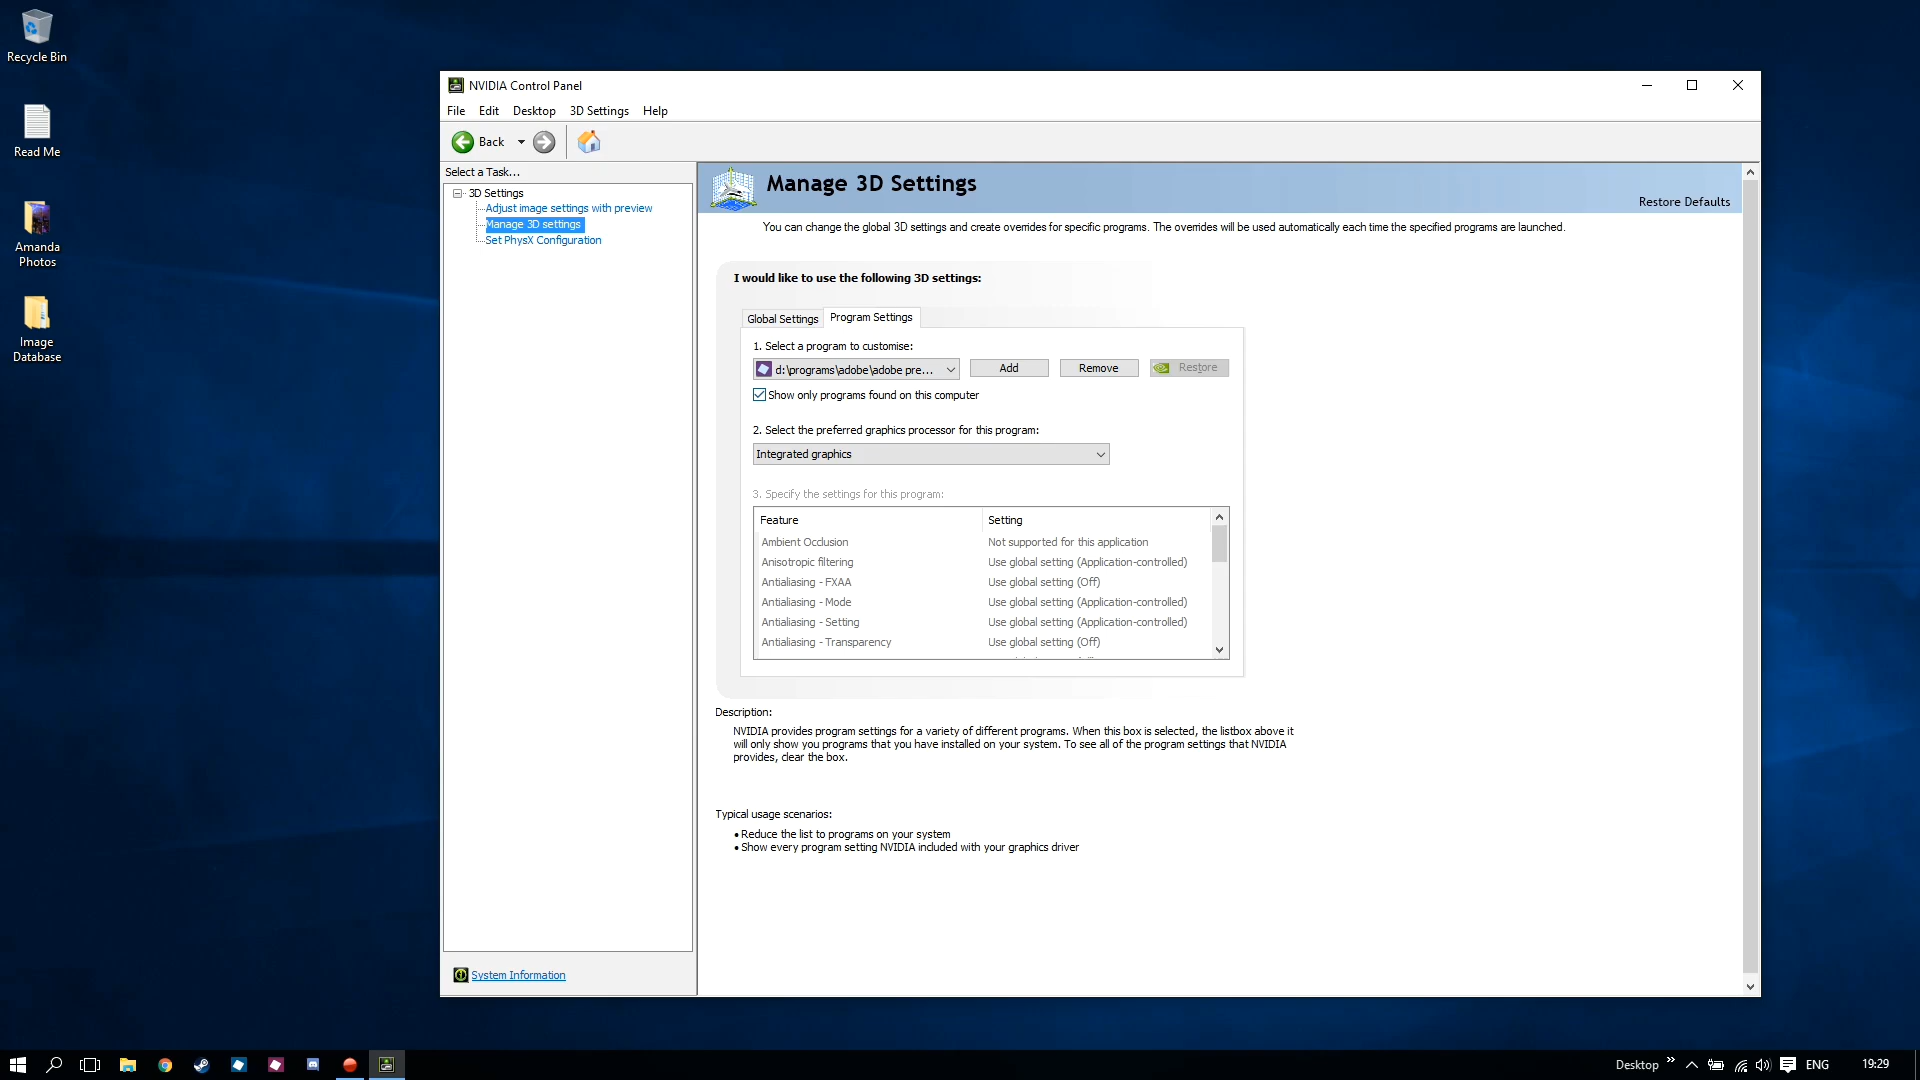 Recycle Bin
Read Me
Amanda
Photos
Image
Database
NVIDIA Control Panel
File Edit Desktop 3D Settings Help
Back
Select a Task...
3D Settings
Adjust image settings with preview
Manage 3D settings
Set PhysX Configuration
System Information
Manage 3D Settings
Restore Defaults
You can change the global 3D settings and create overrides for specific programs. The overrides will be used automatically each time the specified programs are launched.
I would like to use the following 3D settings:
Global Settings Program Settings
1. Select a program to customise:
d:\programs\adobe\adobe pre... Add Remove Restore
Show only programs found on this computer
2. Select the preferred graphics processor for this program:
Integrated graphics
3. Specify the settings for this program:
Feature Setting
Ambient Occlusion Not supported for this application
Anisotropic filtering Use global setting (Application-controlled)
Antialiasing - FXAA Use global setting (Off)
Antialiasing - Mode Use global setting (Application-controlled)
Antialiasing - Setting Use global setting (Application-controlled)
Antialiasing - Transparency Use global setting (Off)
Description:
NVIDIA provides program settings for a variety of different programs. When this box is selected, the listbox above it
will only show you programs that you have installed on your system. To see all of the program settings that NVIDIA
provides, clear the box.
Typical usage scenarios:
• Reduce the list to programs on your system
• Show every program setting NVIDIA included with your graphics driver
Desktop ENG 19:29